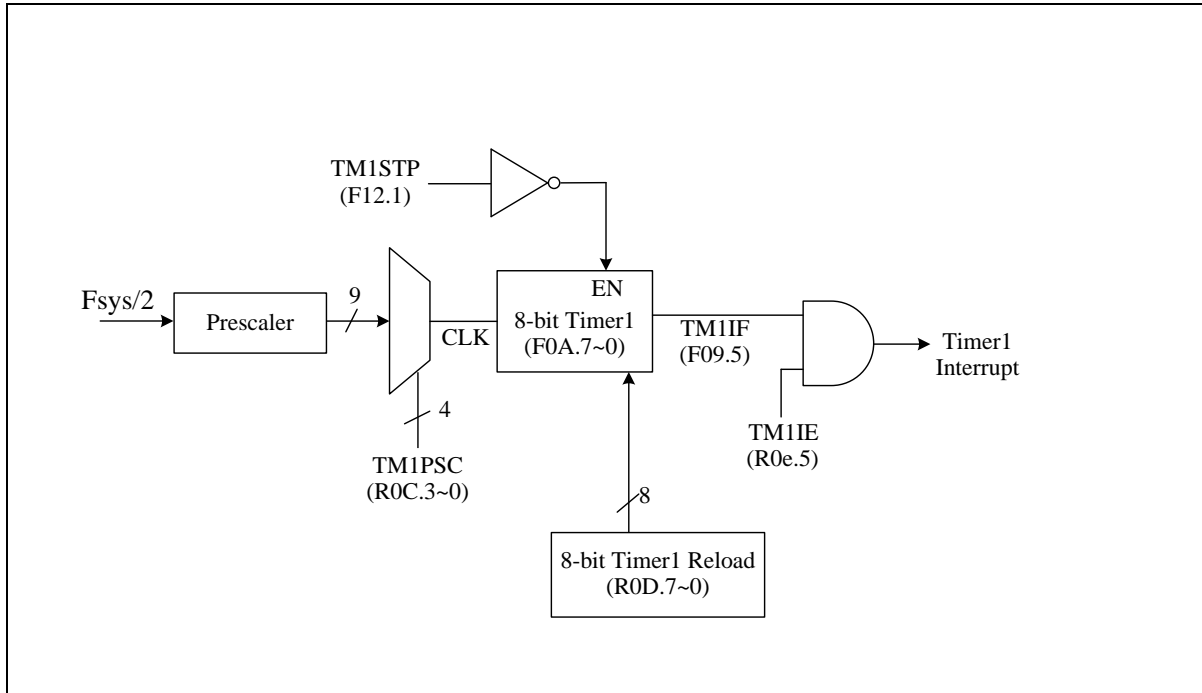 TM1STP
(F12.1)
Fsys/2
Prescaler
9
CLK
EN
8-bit Timer1
(F0A.7~0)
TM1IF
(F09.5)
Timer1
Interrupt
4
TM1PSC
(R0C.3~0)
TM1IE
(R0e.5)
8
8-bit Timer1 Reload
(R0D.7~0)